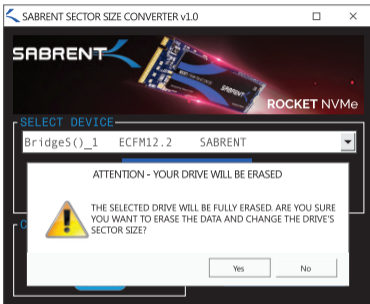 SABRENT SECTOR SIZE CONVERTER v1.0
SABRENT
SABRENT
ROCKET NVMe
SELECT DEVICE
BridgeS()_1 ECFM12.2 SABRENT
ATTENTION - YOUR DRIVE WILL BE ERASED
THE SELECTED DRIVE WILL BE FULLY ERASED. ARE YOU SURE
YOU WANT TO ERASE THE DATA AND CHANGE THE DRIVE'S
SECTOR SIZE?
Yes No